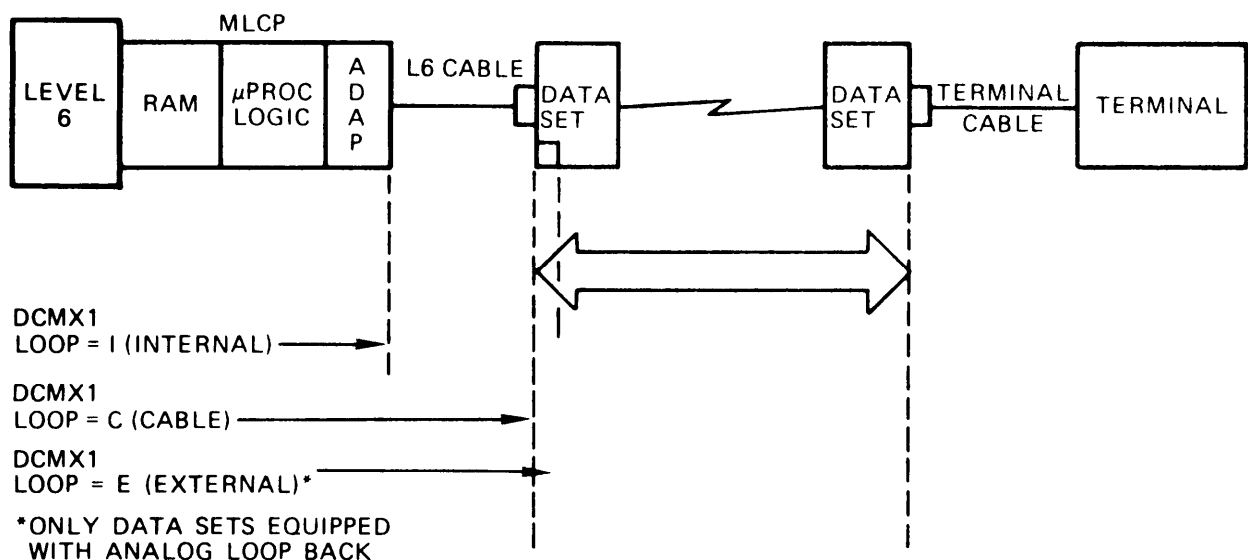 MLCP
LEVEL
6
RAM
µPROC
LOGIC
A
D
A
P
L6 CABLE
DATA
SET
DATA
SET
TERMINAL
CABLE
TERMINAL
DCMX1
LOOP = I (INTERNAL)
DCMX1
LOOP = C (CABLE)
DCMX1
LOOP = E (EXTERNAL)*
*ONLY DATA SETS EQUIPPED
WITH ANALOG LOOP BACK